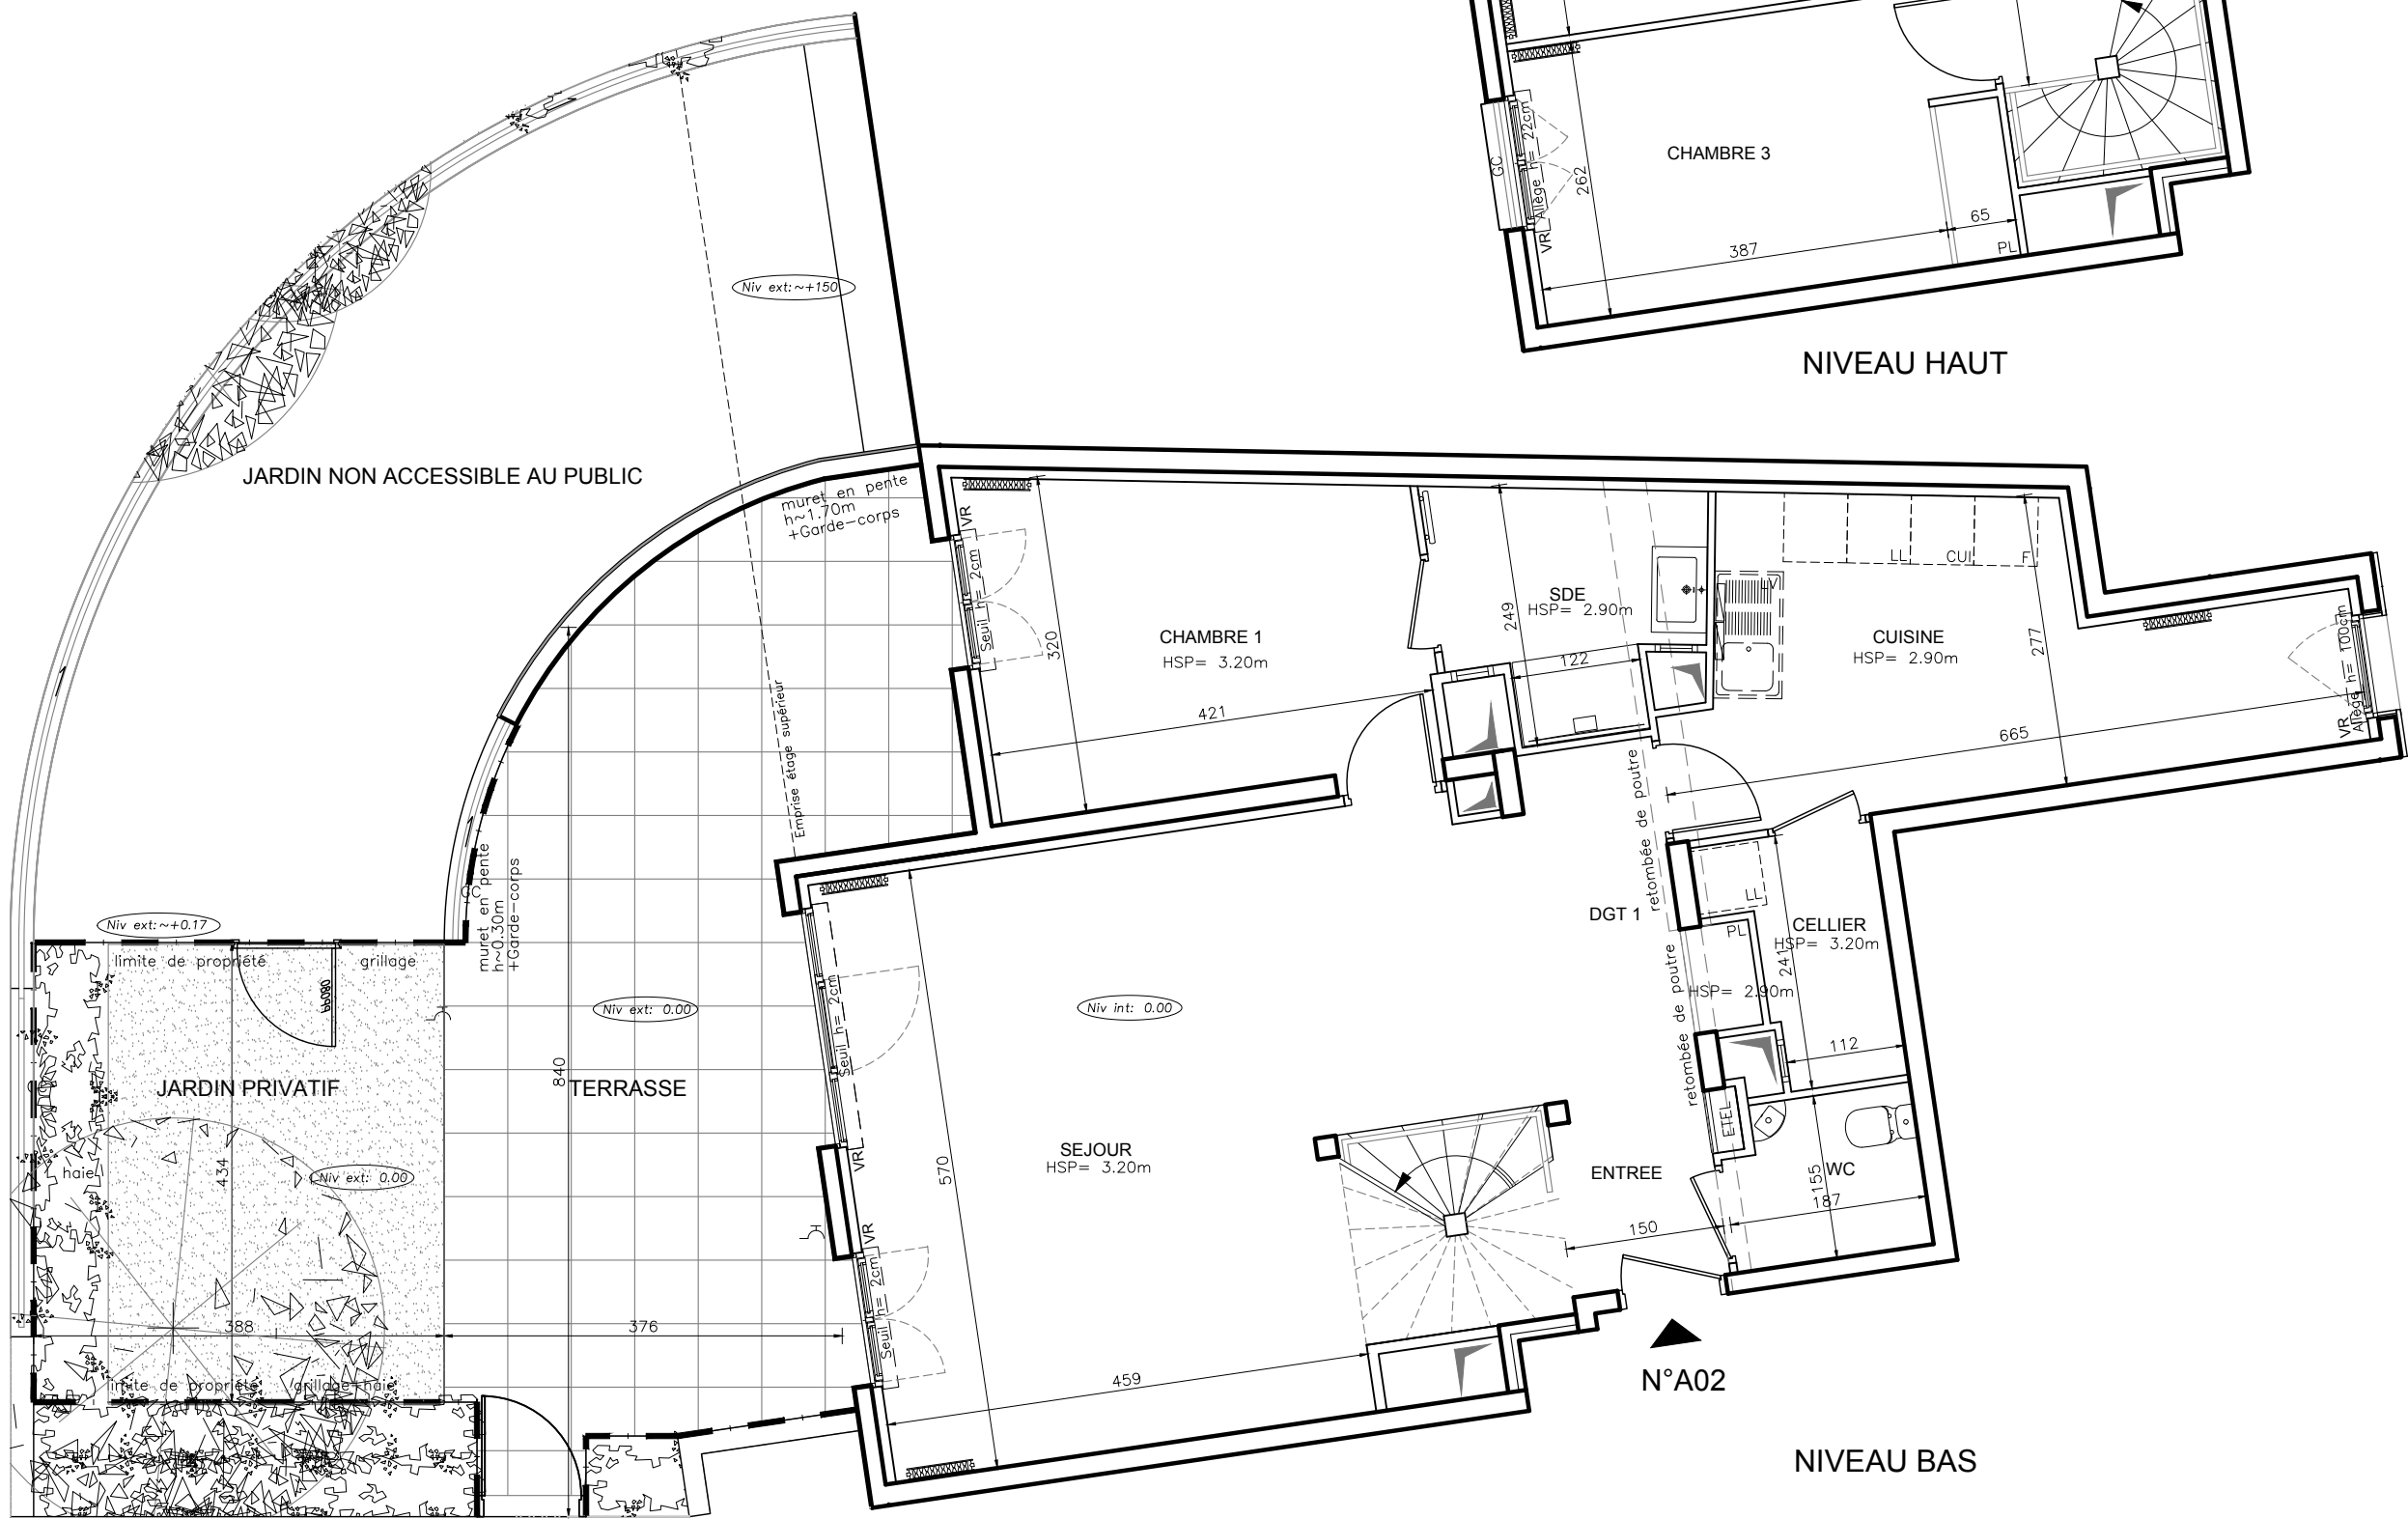 GC
Allège h= 22cm
VR
CHAMBRE 3
262
387
65
PL
NIVEAU HAUT
Niv ext:~+150
JARDIN NON ACCESSIBLE AU PUBLIC
muret en pente
h~1.70m
+Garde-corps
VR
Seuil h= 2cm
CHAMBRE 1
HSP= 3.20m
320
421
SDE
HSP= 2.90m
249
122
LV
LL
CUI
F
CUISINE
HSP= 2.90m
277
665
VR
Allège h= 100cm
Emprise étage supérieur
retombée de poutre
DGT 1
LL
PL
CELLIER
HSP= 3.20m
241
HSP= 2.90m
112
retombée de poutre
ETEL
WC
155
187
GC
muret en pente
h~0.30m
+Garde-corps
Niv ext:~+0.17
limite de propriété
grillage
JARDIN PRIVATIF
haie
434
Niv ext: 0.00
388
limite de propriété
grillage+haie
Niv ext: 0.00
840
TERRASSE
376
Seuil h= 2cm
VR
VR
Seuil h= 2cm
Niv int: 0.00
SEJOUR
HSP= 3.20m
570
459
ENTREE
150
N°A02
NIVEAU BAS